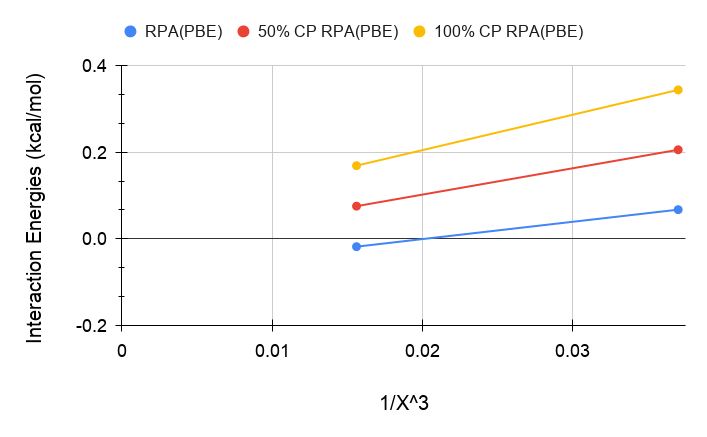 RPA(PBE) 50% CP RPA(PBE) 100% CP RPA(PBE)
Interaction Energies (kcal/mol)
0.4
0.2
0.0
-0.2
0 0.01 0.02 0.03
1/X^3